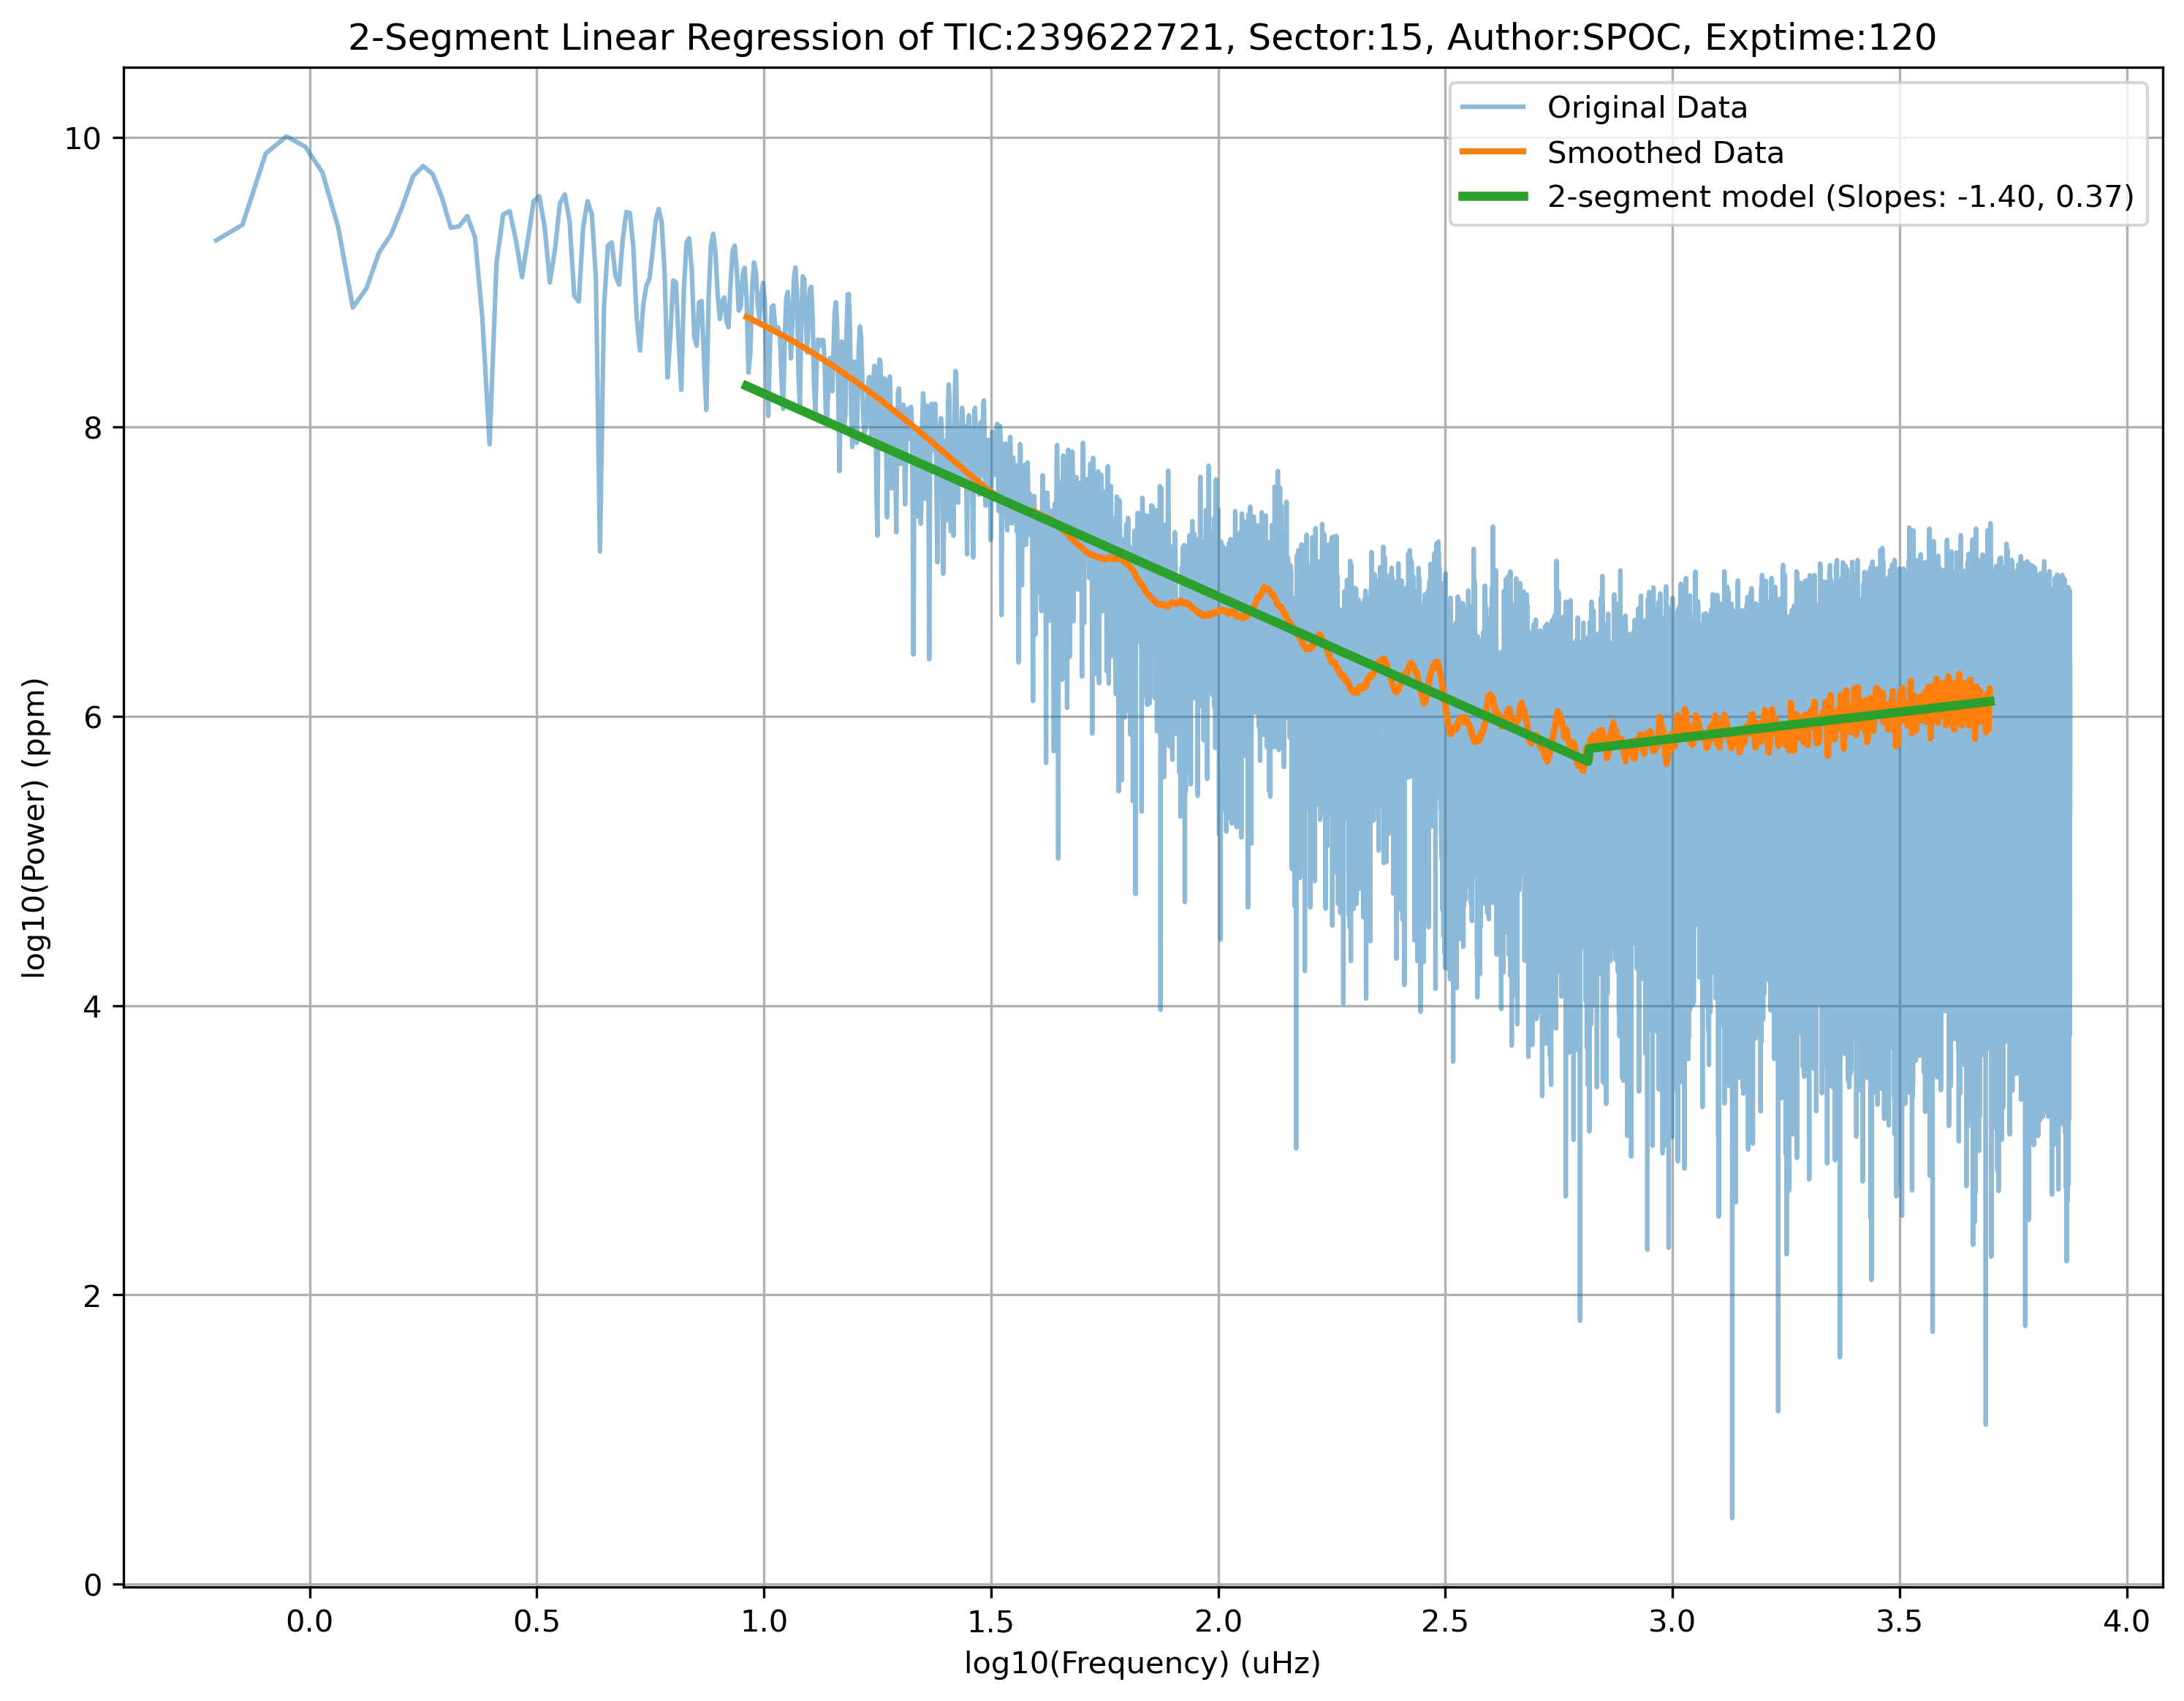 2-Segment Linear Regression of TIC:239622721, Sector:15, Author:SPOC, Exptime:120
Original Data
Smoothed Data
2-segment model (Slopes: -1.40, 0.37)
log10(Power) (ppm)
10
8
6
4
2
0
0.0 0.5 1.0 1.5 2.0 2.5 3.0 3.5 4.0
log10(Frequency) (uHz)